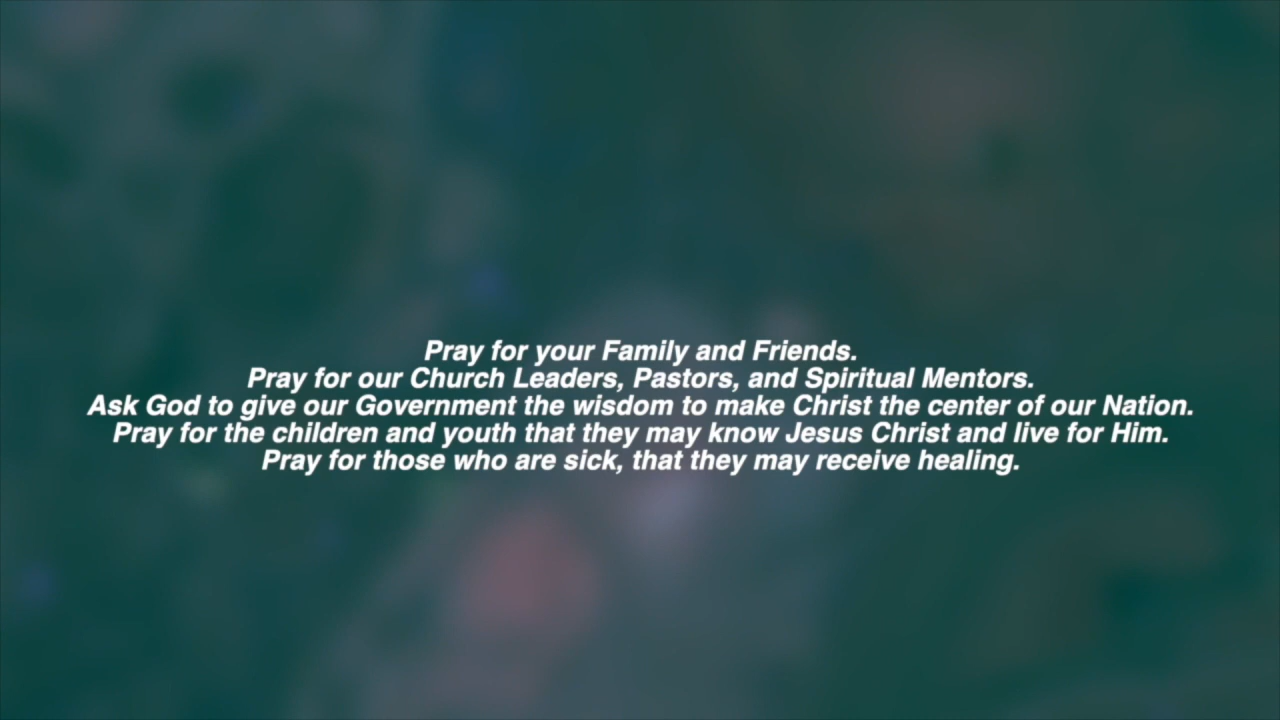 Pray for your Family and Friends.
Pray for our Church Leaders, Pastors, and Spiritual Mentors.
Ask God to give our Government the wisdom to make Christ the center of our Nation.
Pray for the children and youth that they may know Jesus Christ and live for Him.
Pray for those who are sick, that they may receive healing.